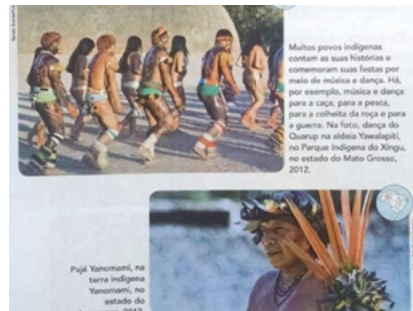 Muitos povos indígenas
contam as suas histórias e
comemoram suas festas por
meio de música e dança. Há,
por exemplo, música e dança
para a caça, para a pesca,
para a colheita da roça e para
a guerra. Na foto, dança do
Quarup na aldeia Yawalapiti,
no Parque Indígena do Xingu,
no estado do Mato Grosso,
2012.
Pajé Yanomami, na
terra indígena
Yanomami, no
estado do